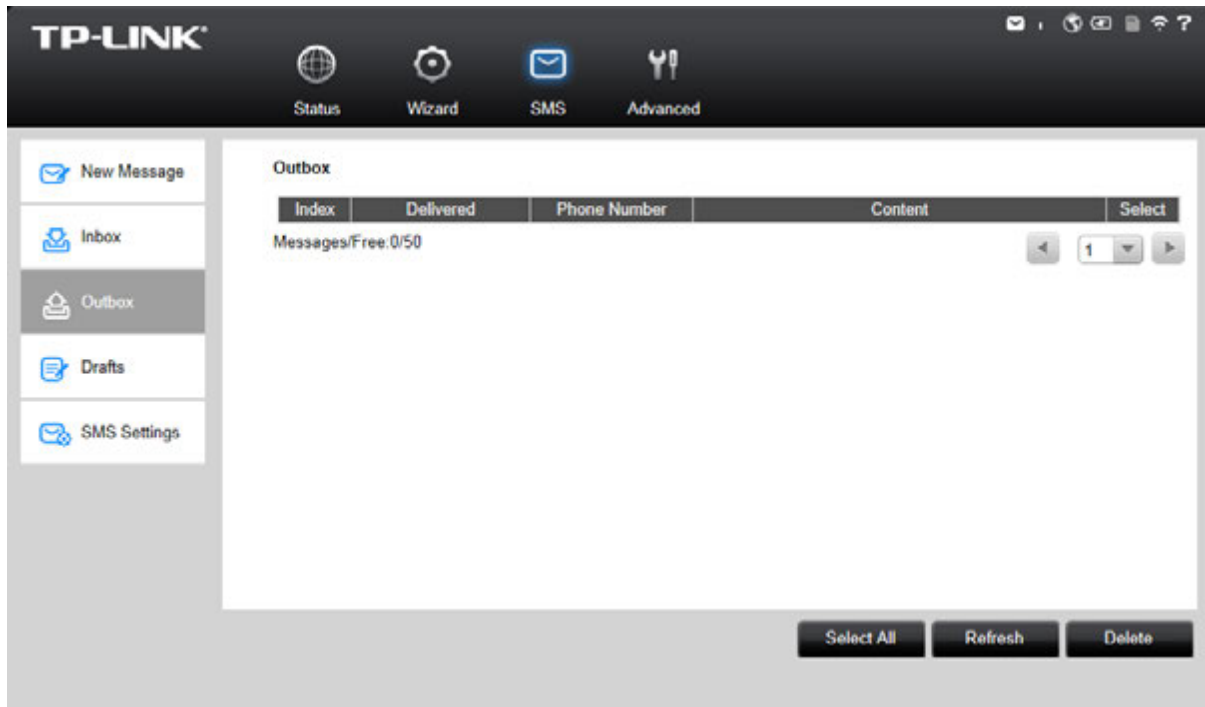 TP-LINK
Status Wizard SMS Advanced
New Message
Inbox
Outbox
Drafts
SMS Settings
Outbox
Index Delivered Phone Number Content Select
Messages/Free:0/50
1
Select All Refresh Delete